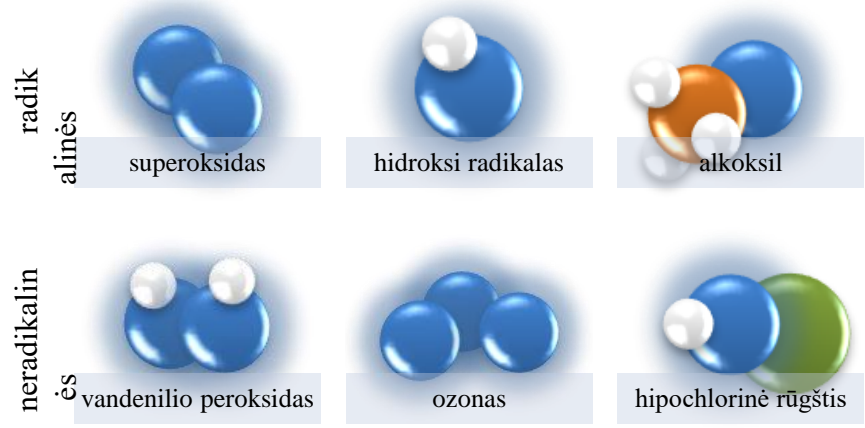 radik
alinės
superoksidas
hidroksi radikalas
alkoksil
neradikalin
ės
vandenilio peroksidas
ozonas
hipochlorinė rūgštis